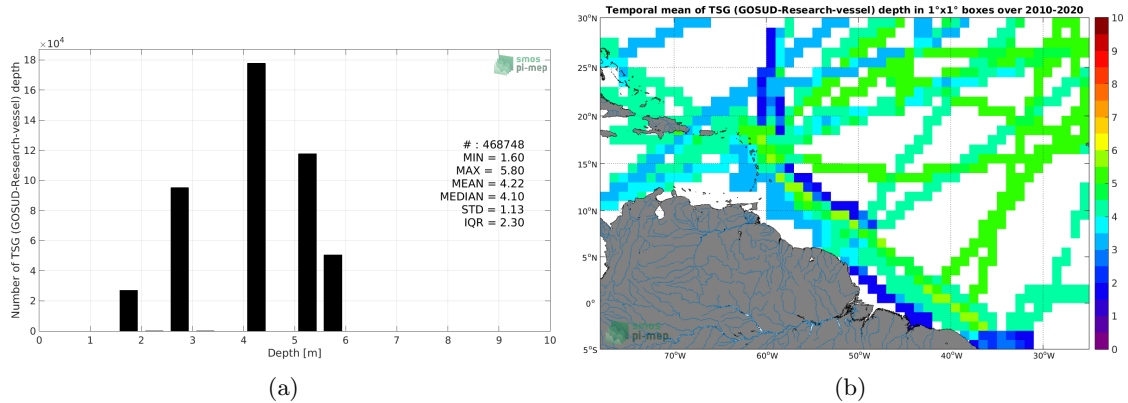 ×10⁴
18
16
14
12
10
8
6
4
2
0
Number of TSG (GOSUD-Research-vessel) depth
smos
pi-mep
# : 468748
MIN = 1.60
MAX = 5.80
MEAN = 4.22
MEDIAN = 4.10
STD = 1.13
IQR = 2.30
0 1 2 3 4 5 6 7 8 9 10
Depth [m]
(a)
Temporal mean of TSG (GOSUD-Research-vessel) depth in 1°x1° boxes over 2010-2020
30°N
25°N
20°N
15°N
10°N
5°N
0°
5°S
smos
pi-mep
70°W 60°W 50°W 40°W 30°W
10
9
8
7
6
5
4
3
2
1
0
(b)